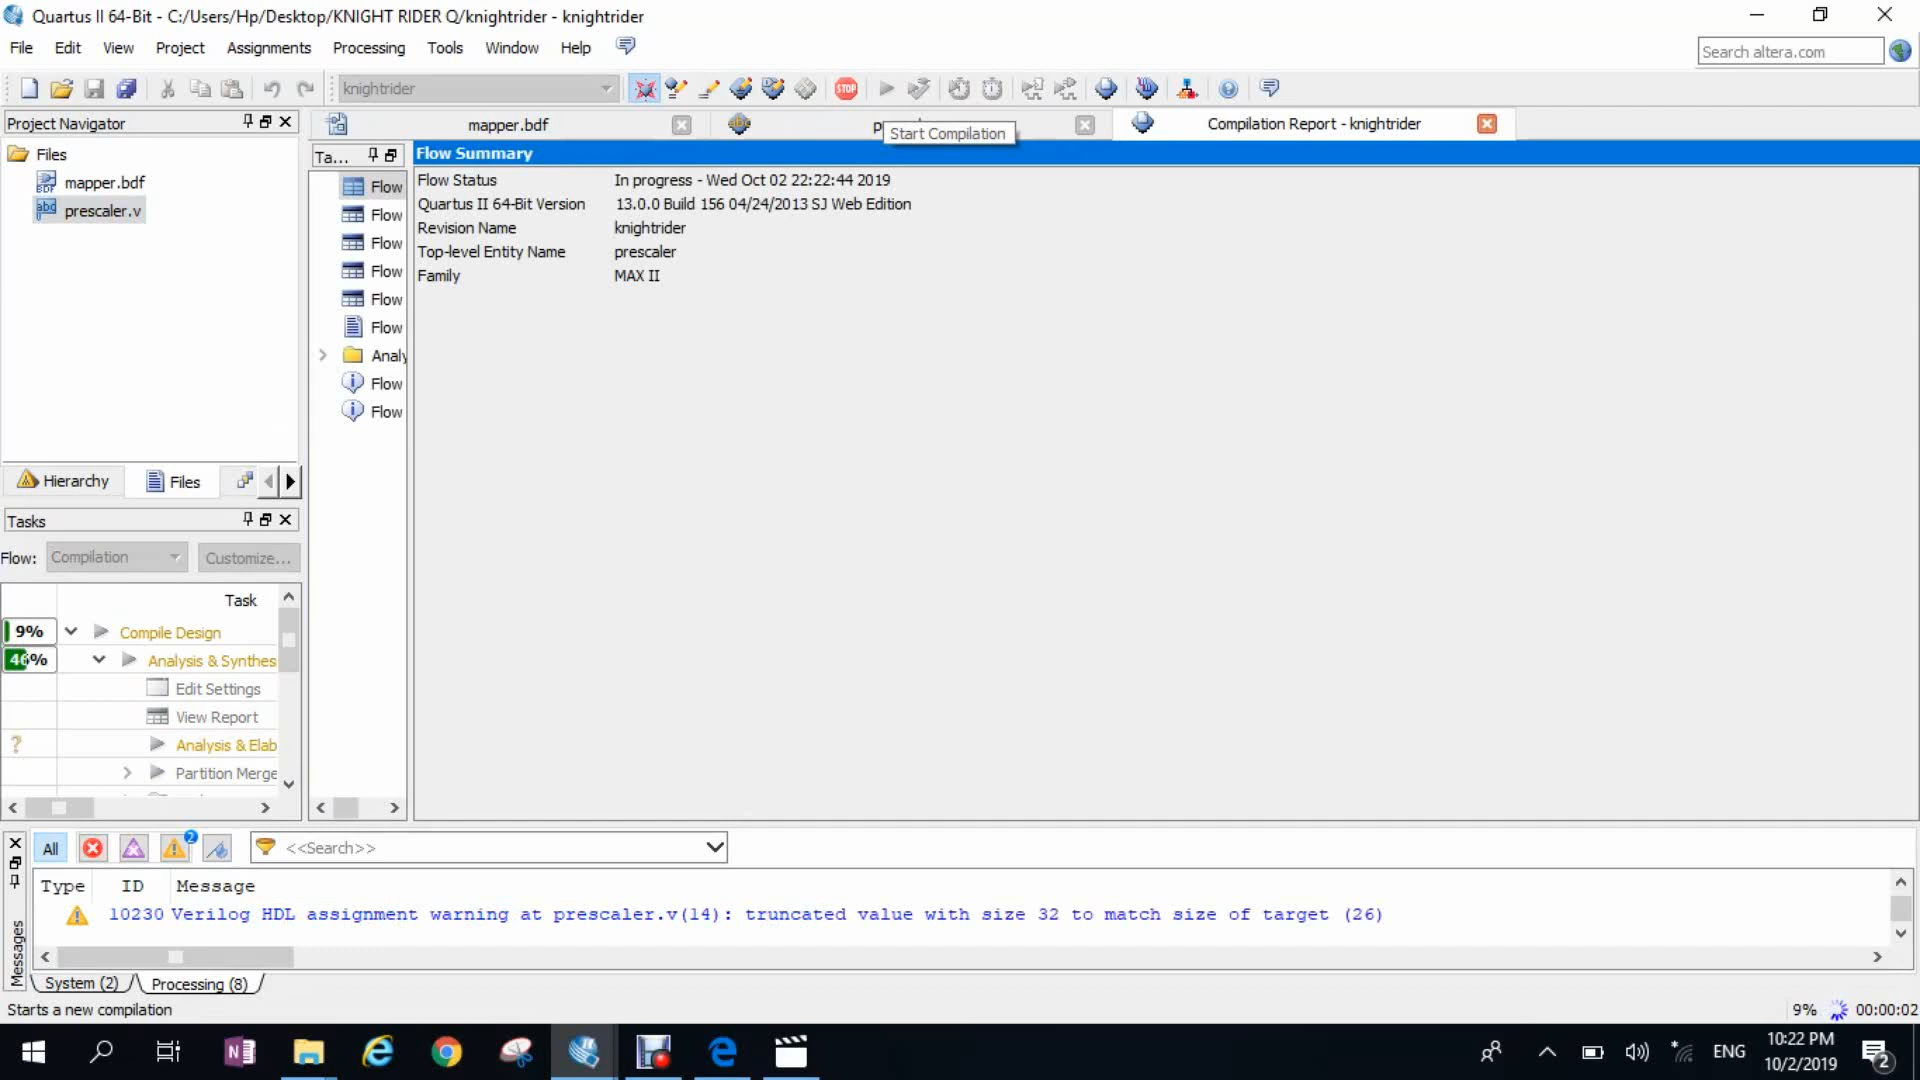 Quartus II 64-Bit - C:/Users/Hp/Desktop/KNIGHT RIDER Q/knightrider - knightrider
File Edit View Project Assignments Processing Tools Window Help
Search altera.com
knightrider
STOP
Project Navigator
mapper.bdf
Start Compilation
Compilation Report - knightrider
Files
mapper.bdf
prescaler.v
Ta...
Flow
Flow
Flow
Flow
Flow
Flow
Analy
Flow
Flow
Flow Summary
Flow Status In progress - Wed Oct 02 22:22:44 2019
Quartus II 64-Bit Version 13.0.0 Build 156 04/24/2013 SJ Web Edition
Revision Name knightrider
Top-level Entity Name prescaler
Family MAX II
Hierarchy Files
Tasks
Flow: Compilation Customize...
Task
9% Compile Design
46% Analysis & Synthes
Edit Settings
View Report
? Analysis & Elab
Partition Merge
All 2 <<Search>>
Type ID Message
10230 Verilog HDL assignment warning at prescaler.v(14): truncated value with size 32 to match size of target (26)
Messages
System (2) Processing (8)
Starts a new compilation
9% 00:00:02
ENG
10:22 PM
10/2/2019
2